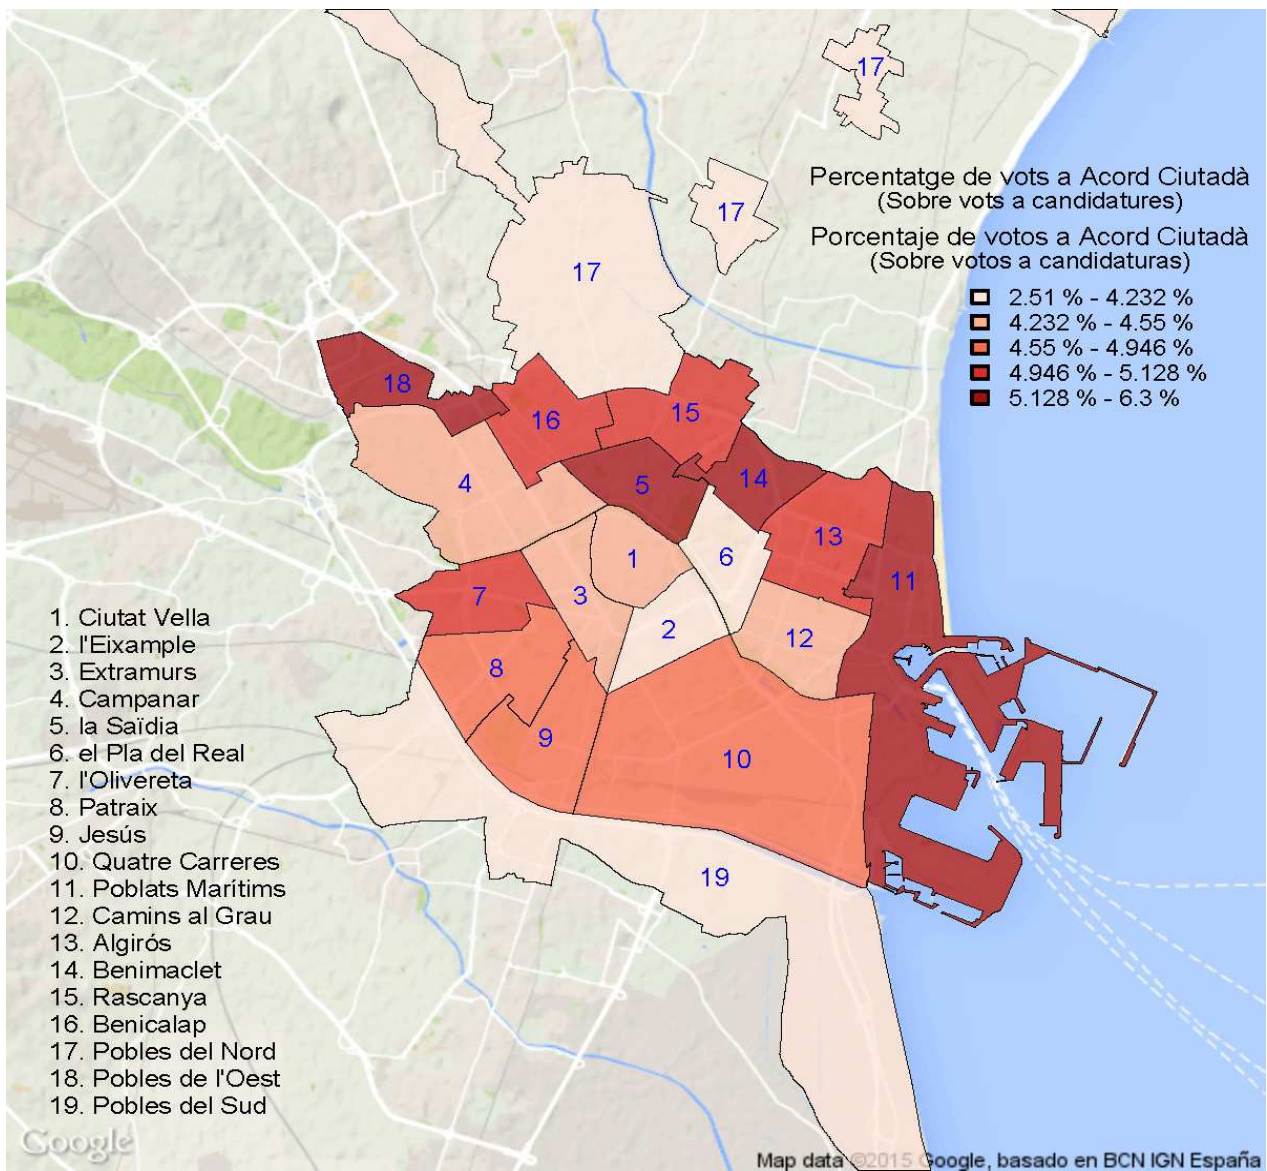 17
17
Percentatge de vots a Acord Ciutadà
(Sobre vots a candidatures)
17
Porcentaje de votos a Acord Ciutadà
(Sobre votos a candidaturas)
17
2.51 % - 4.232 %
4.232 % - 4.55 %
4.55 % - 4.946 %
4.946 % - 5.128 %
5.128 % - 6.3 %
18
16
15
4
5
14
13
1
6
11
3
7
2
12
8
9
10
19
1. Ciutat Vella
2. l'Eixample
3. Extramurs
4. Campanar
5. la Saïdia
6. el Pla del Real
7. l'Olivereta
8. Patraix
9. Jesús
10. Quatre Carreres
11. Poblats Marítims
12. Camins al Grau
13. Algirós
14. Benimaclet
15. Rascanya
16. Benicalap
17. Pobles del Nord
18. Pobles de l'Oest
19. Pobles del Sud
Google
Map data ©2015 Google, basado en BCN IGN España